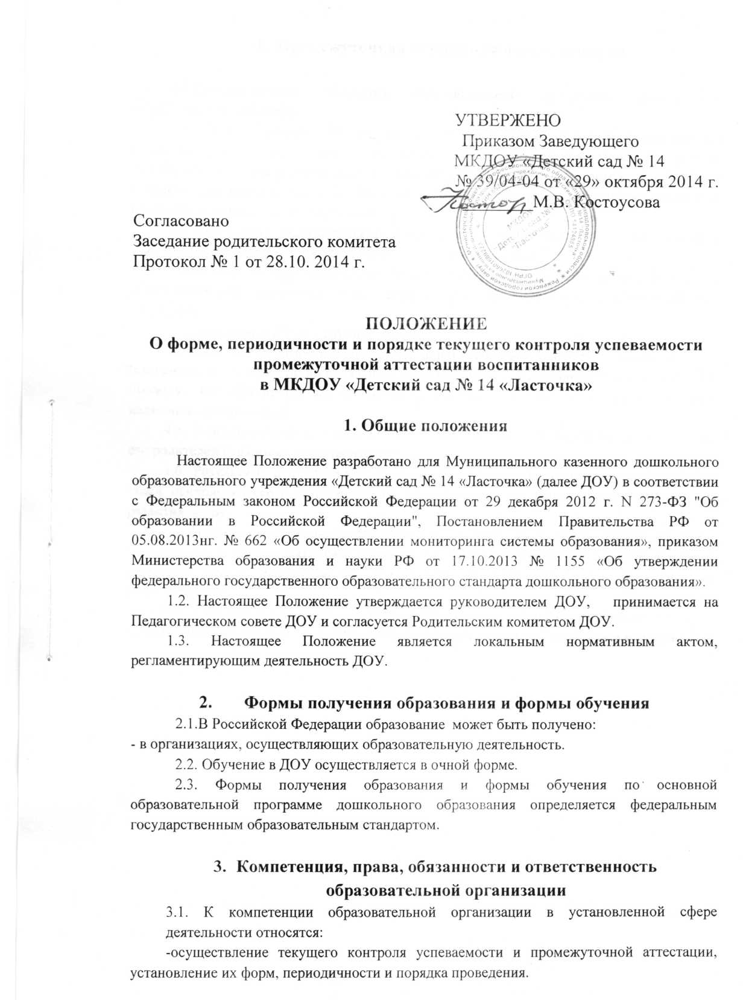 УТВЕРЖЕНО
Приказом Заведующего
МКДОУ «Детский сад № 14
№ 39/04-04 от «29» октября 2014 г.
М.В. Костоусова
Согласовано
Заседание родительского комитета
Протокол № 1 от 28.10. 2014 г.
МКДОУ
"Детский сад №
"Ласточка"
ПОЛОЖЕНИЕ
О форме, периодичности и порядке текущего контроля успеваемости
промежуточной аттестации воспитанников
в МКДОУ «Детский сад № 14 «Ласточка»
1. Общие положения
Настоящее Положение разработано для Муниципального казенного дошкольного
образовательного учреждения «Детский сад № 14 «Ласточка» (далее ДОУ) в соответствии
с Федеральным законом Российской Федерации от 29 декабря 2012 г. N 273-ФЗ "Об
образовании в Российской Федерации", Постановлением Правительства РФ от
05.08.2013нг. № 662 «Об осуществлении мониторинга системы образования», приказом
Министерства образования и науки РФ от 17.10.2013 № 1155 «Об утверждении
федерального государственного образовательного стандарта дошкольного образования».
1.2. Настоящее Положение утверждается руководителем ДОУ, принимается на
Педагогическом совете ДОУ и согласуется Родительским комитетом ДОУ.
1.3. Настоящее Положение является локальным нормативным актом,
регламентирующим деятельность ДОУ.
2. Формы получения образования и формы обучения
2.1.В Российской Федерации образование может быть получено:
- в организациях, осуществляющих образовательную деятельность.
2.2. Обучение в ДОУ осуществляется в очной форме.
2.3. Формы получения образования и формы обучения по основной
образовательной программе дошкольного образования определяется федеральным
государственным образовательным стандартом.
3. Компетенция, права, обязанности и ответственность
образовательной организации
3.1. К компетенции образовательной организации в установленной сфере
деятельности относятся:
-осуществление текущего контроля успеваемости и промежуточной аттестации,
установление их форм, периодичности и порядка проведения.